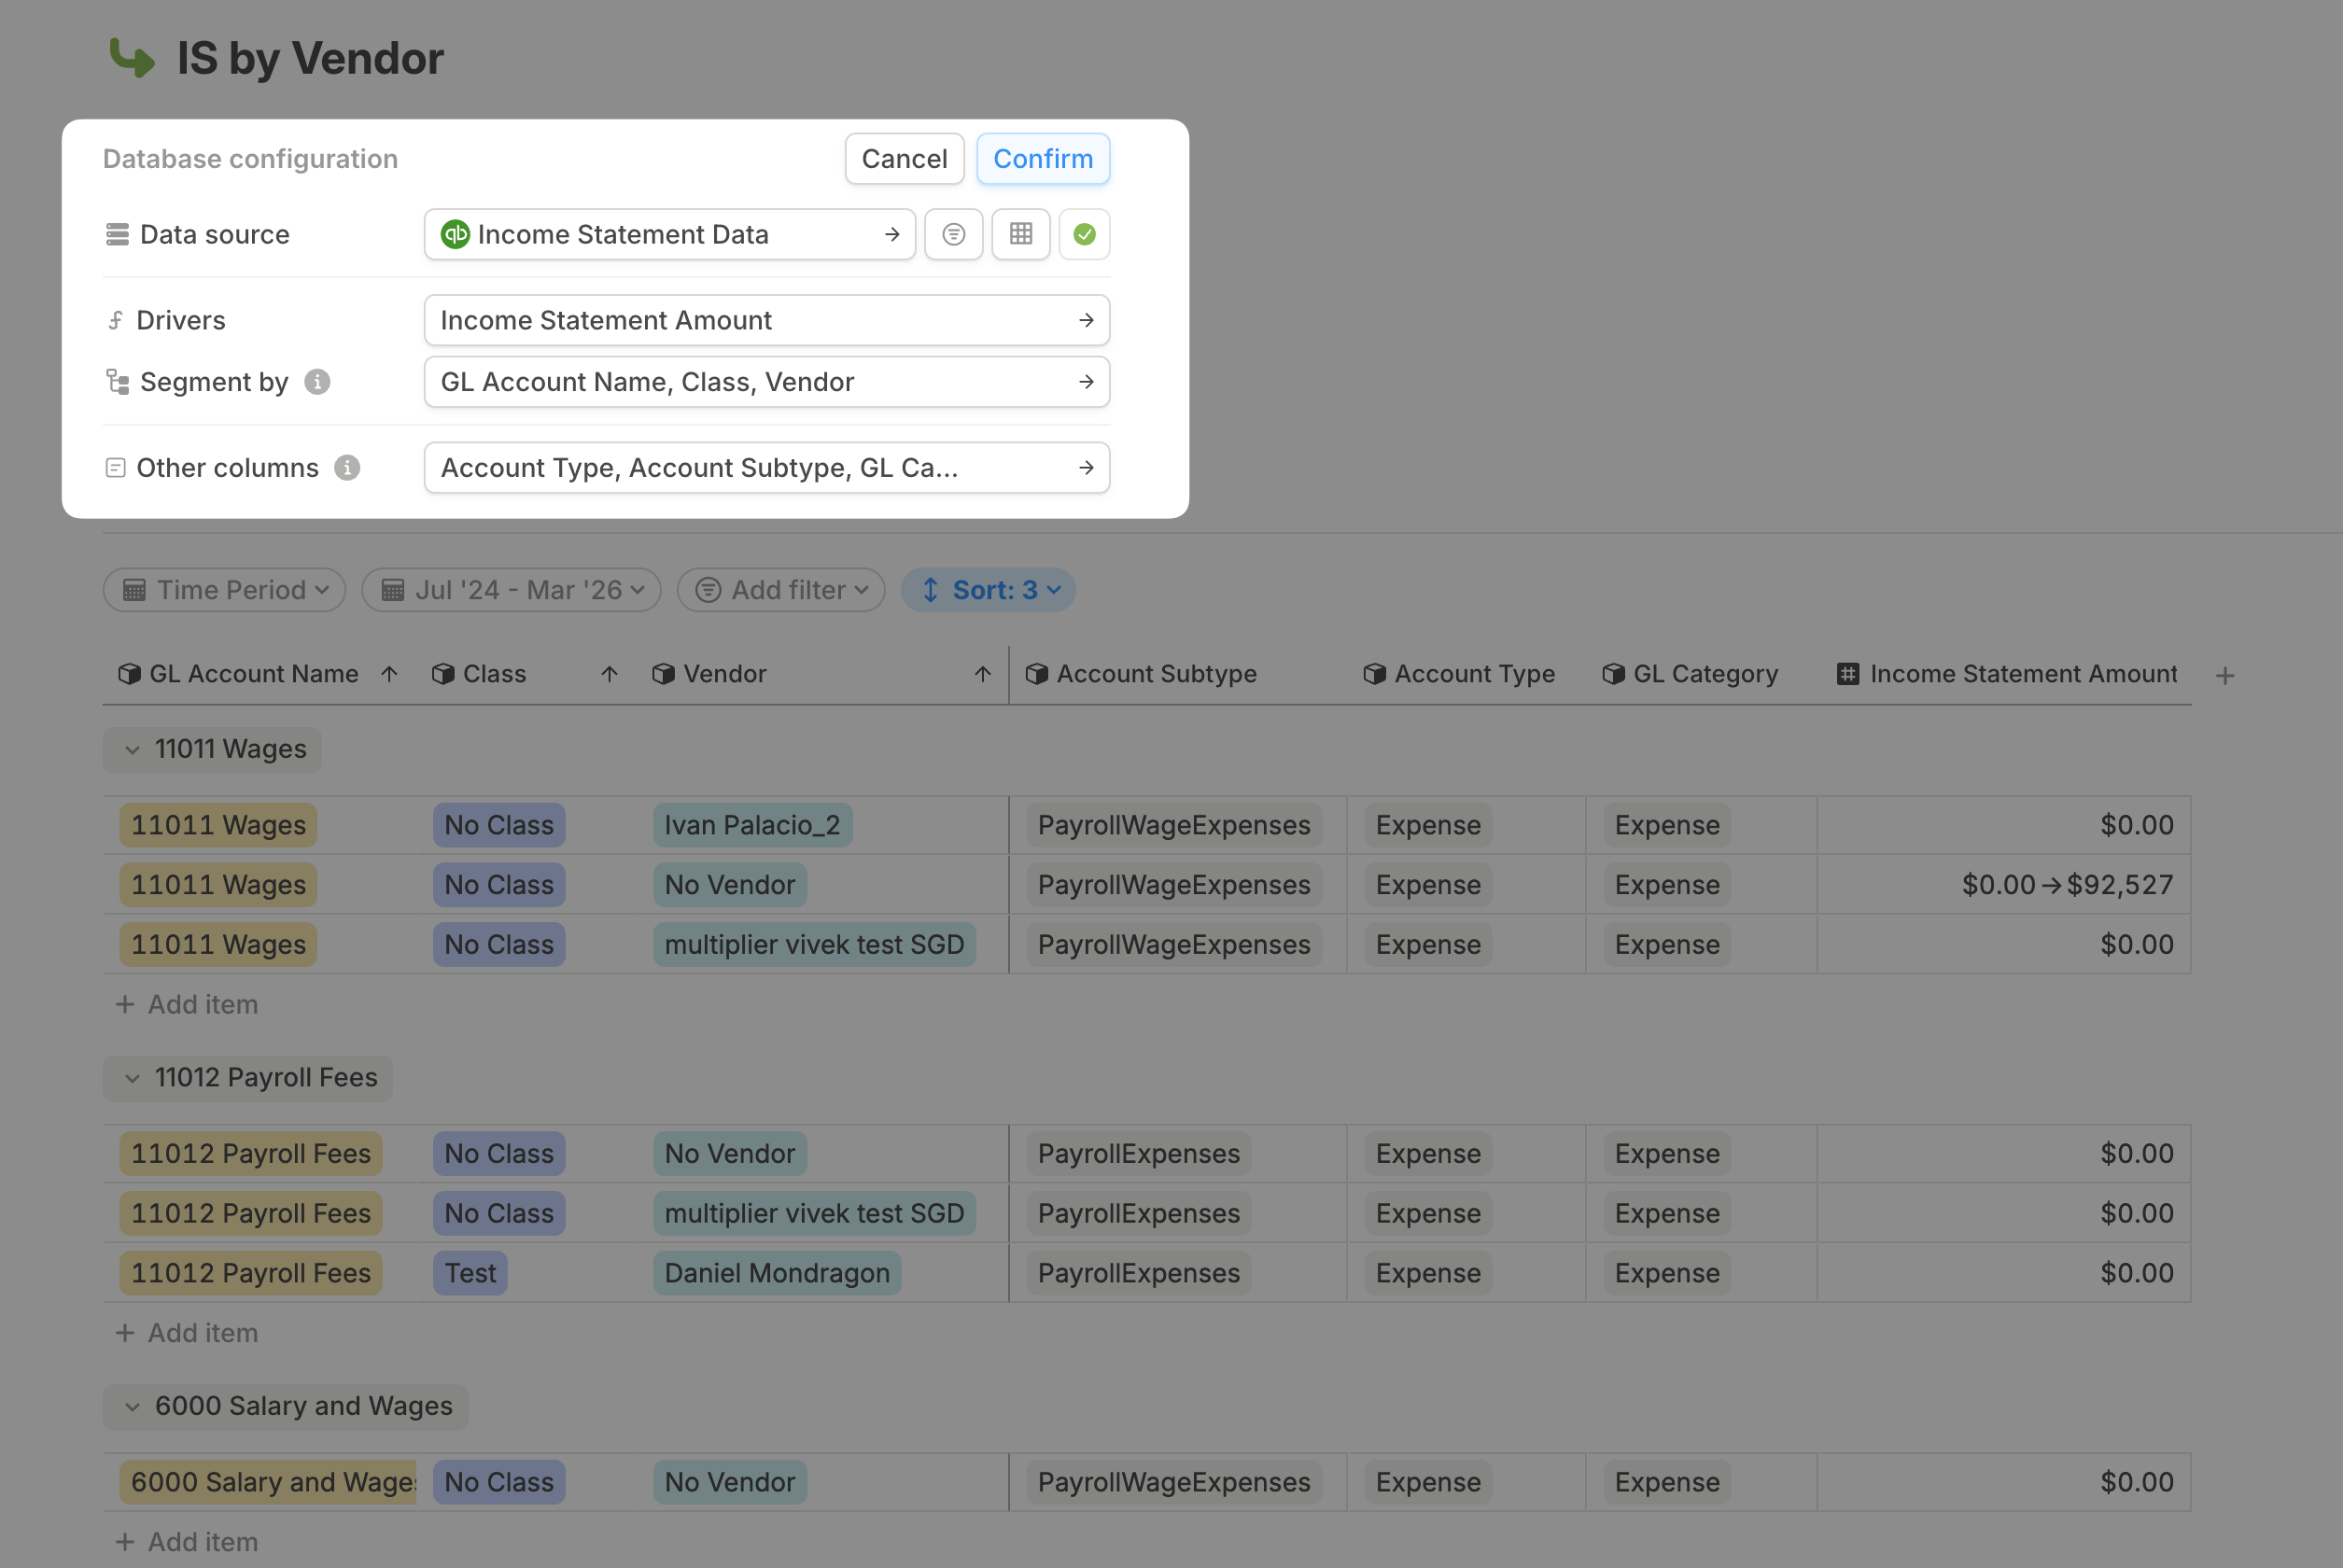 IS by Vendor
Database configuration Cancel Confirm
Data source qb Income Statement Data →
Drivers Income Statement Amount →
Segment by i GL Account Name, Class, Vendor →
Other columns i Account Type, Account Subtype, GL Ca... →
Time Period Jul '24 - Mar '26 Add filter Sort: 3
GL Account Name ↑ Class ↑ Vendor ↑ Account Subtype Account Type GL Category # Income Statement Amount +
11011 Wages
11011 Wages No Class Ivan Palacio_2 PayrollWageExpenses Expense Expense $0.00
11011 Wages No Class No Vendor PayrollWageExpenses Expense Expense $0.00→$92,527
11011 Wages No Class multiplier vivek test SGD PayrollWageExpenses Expense Expense $0.00
+ Add item
11012 Payroll Fees
11012 Payroll Fees No Class No Vendor PayrollExpenses Expense Expense $0.00
11012 Payroll Fees No Class multiplier vivek test SGD PayrollExpenses Expense Expense $0.00
11012 Payroll Fees Test Daniel Mondragon PayrollExpenses Expense Expense $0.00
+ Add item
6000 Salary and Wages
6000 Salary and Wages No Class No Vendor PayrollWageExpenses Expense Expense $0.00
+ Add item